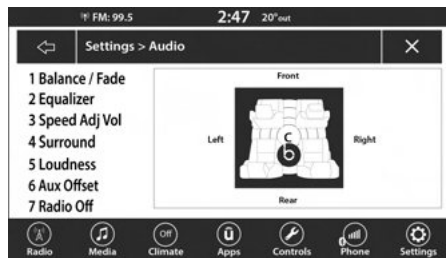 FM: 99.5 2:47 20°out
Settings > Audio
1 Balance / Fade
2 Equalizer
3 Speed Adj Vol
4 Surround
5 Loudness
6 Aux Offset
7 Radio Off
Front
Left
Right
Rear
c
b
Off
ū
Radio Media Climate Apps Controls Phone Settings